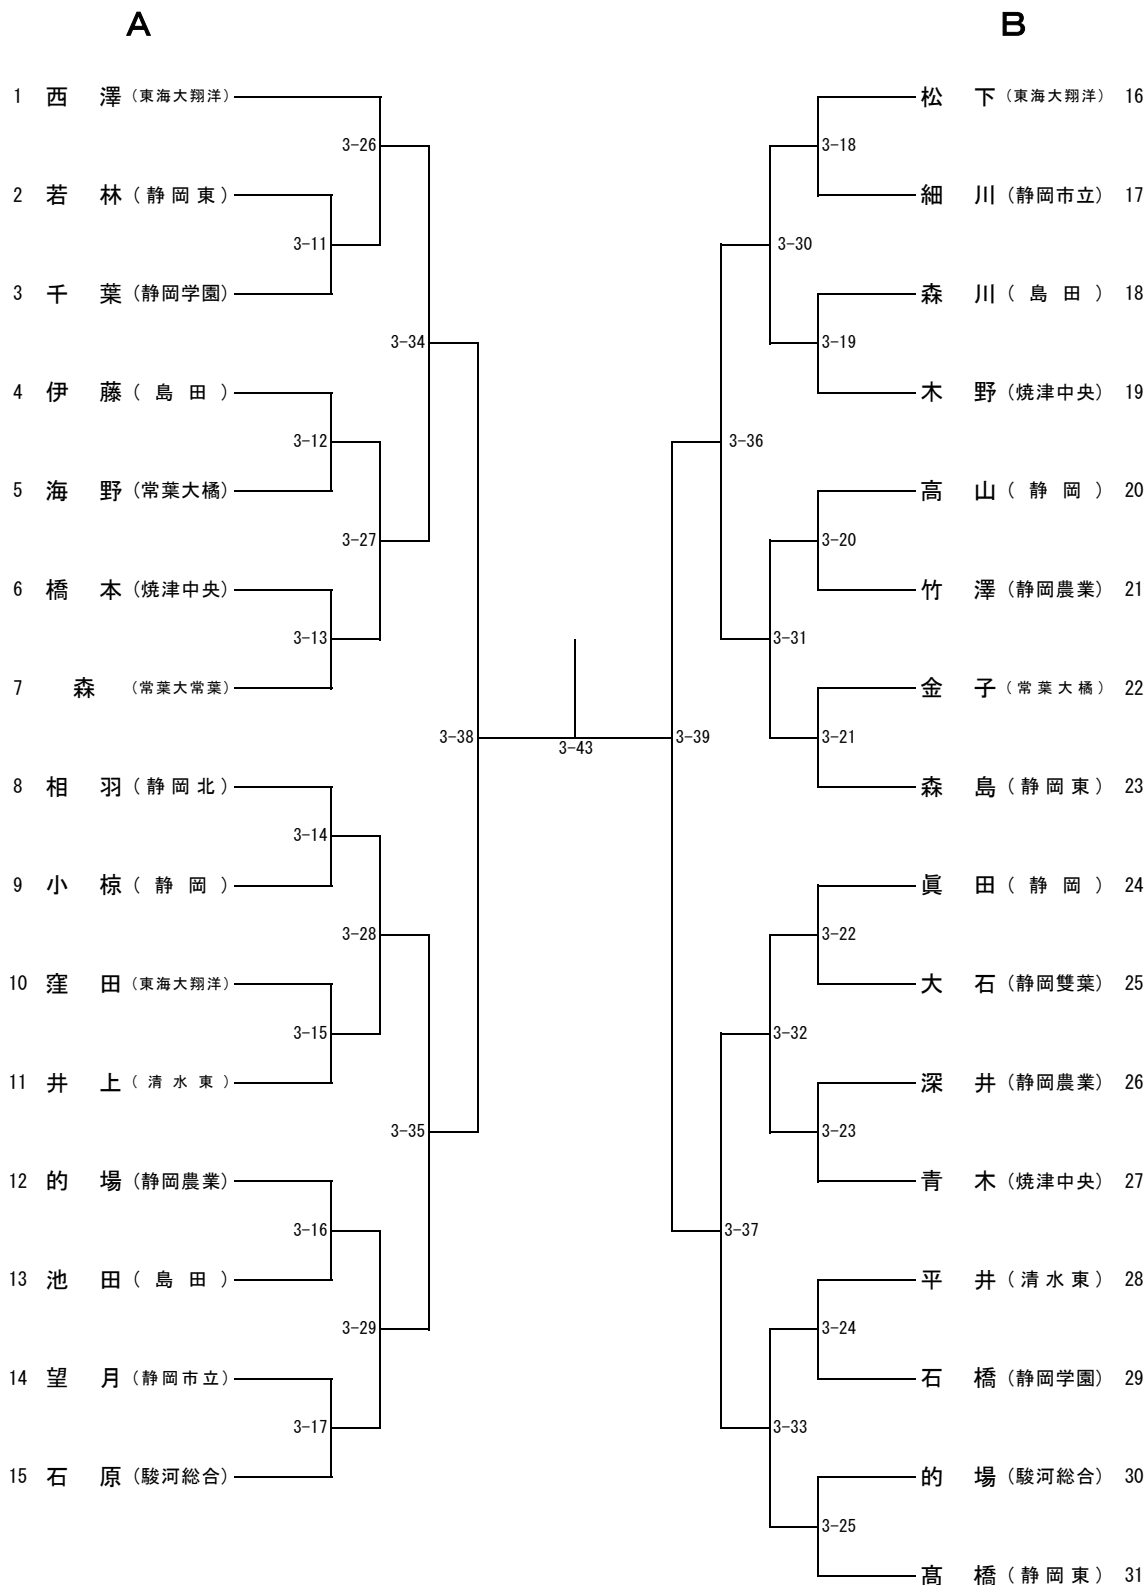 A
1 西澤 (東海大翔洋)
3-26
2 若林 (静岡東)
3-11
3 千葉 (静岡学園)
3-34
4 伊藤 (島田)
3-12
5 海野 (常葉大橘)
3-27
6 橋本 (焼津中央)
3-13
7 森 (常葉大常葉)
3-38
8 相羽 (静岡北)
3-14
9 小椋 (静岡)
3-28
10 窪田 (東海大翔洋)
3-15
11 井上 (清水東)
3-35
12 的場 (静岡農業)
3-16
13 池田 (島田)
3-29
14 望月 (静岡市立)
3-17
15 石原 (駿河総合)
3-43
B
松下 (東海大翔洋) 16
3-18
細川 (静岡市立) 17
3-30
森川 (島田) 18
3-19
木野 (焼津中央) 19
3-36
高山 (静岡) 20
3-20
竹澤 (静岡農業) 21
3-31
金子 (常葉大橘) 22
3-21
3-39
森島 (静岡東) 23
眞田 (静岡) 24
3-22
大石 (静岡雙葉) 25
3-32
深井 (静岡農業) 26
3-23
青木 (焼津中央) 27
3-37
平井 (清水東) 28
3-24
石橋 (静岡学園) 29
3-33
的場 (駿河総合) 30
3-25
髙橋 (静岡東) 31